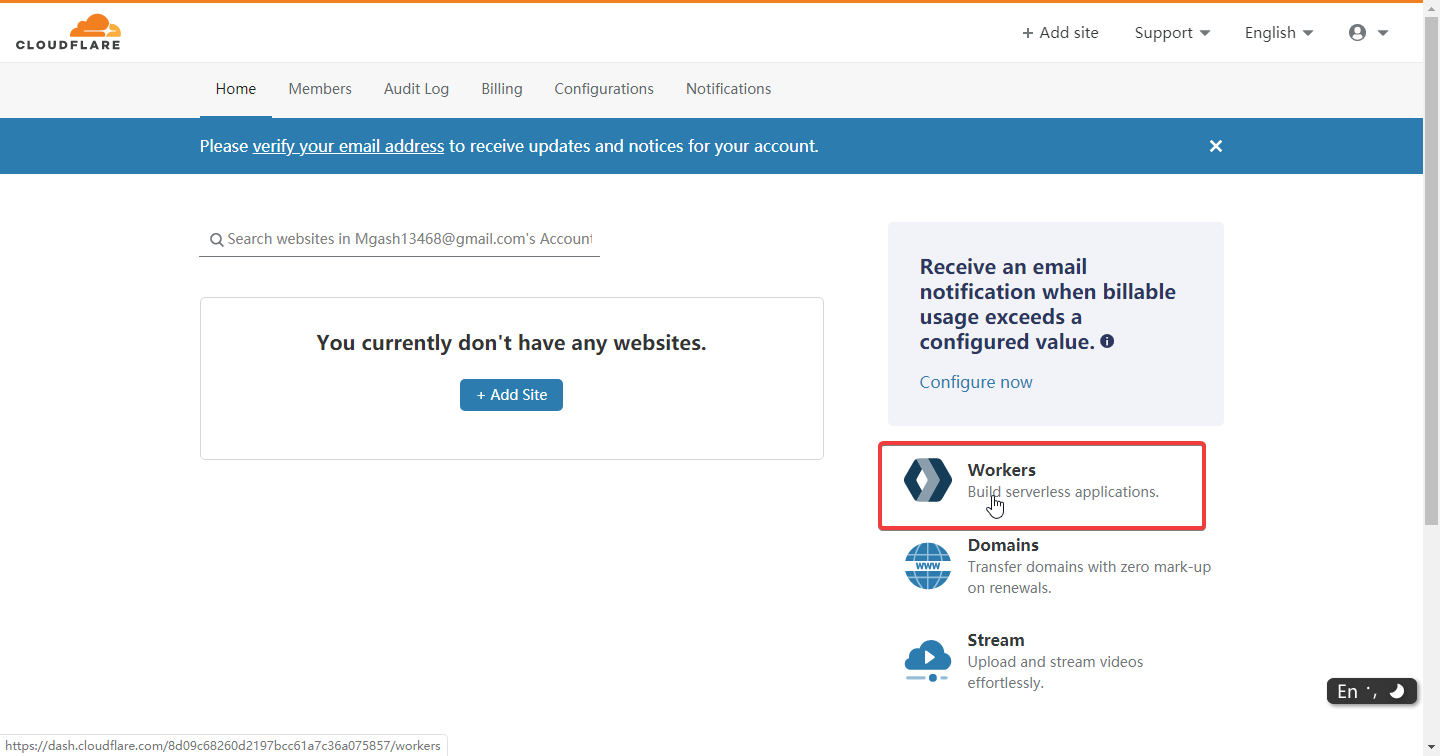 CLOUDFLARE
+ Add site
Support
English
Home
Members
Audit Log
Billing
Configurations
Notifications
Please verify your email address to receive updates and notices for your account.
Search websites in Mgash13468@gmail.com's Account
You currently don't have any websites.
+ Add Site
Receive an email
notification when billable
usage exceeds a
configured value.
Configure now
Workers
Build serverless applications.
Domains
Transfer domains with zero mark-up
on renewals.
WWW
Stream
Upload and stream videos
effortlessly.
En
https://dash.cloudflare.com/8d09c68260d2197bcc61a7c36a075857/workers